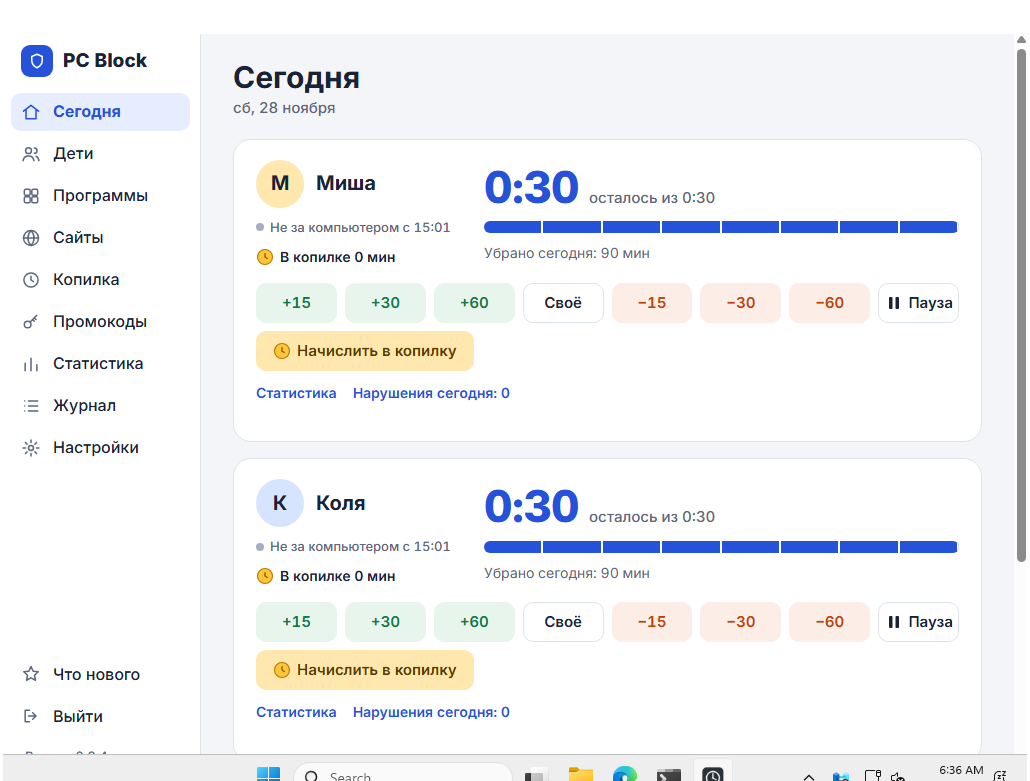 PC Block
Сегодня
Дети
Программы
Сайты
Копилка
Промокоды
Статистика
Журнал
Настройки
Что нового
Выйти
Сегодня
сб, 28 ноября
М Миша
0:30 осталось из 0:30
Не за компьютером с 15:01
Убрано сегодня: 90 мин
В копилке 0 мин
+15 +30 +60 Своё −15 −30 −60 Пауза
Начислить в копилку
Статистика Нарушения сегодня: 0
К Коля
0:30 осталось из 0:30
Не за компьютером с 15:01
Убрано сегодня: 90 мин
В копилке 0 мин
+15 +30 +60 Своё −15 −30 −60 Пауза
Начислить в копилку
Статистика Нарушения сегодня: 0
Search
6:36 AM